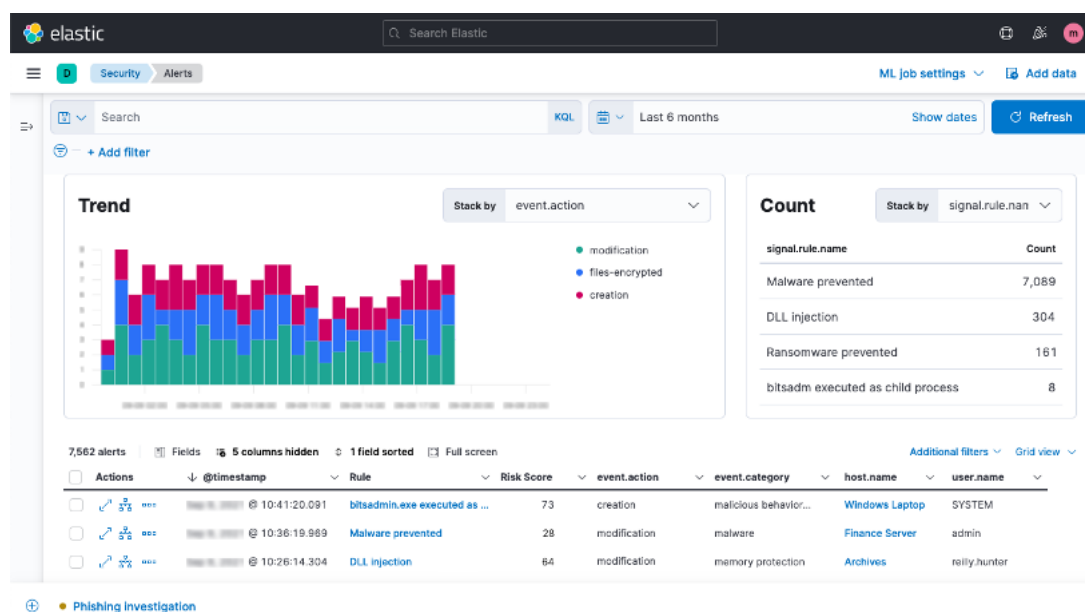 elastic
Search Elastic
m
D Security Alerts ML job settings Add data
Search KQL Last 6 months Show dates Refresh
+ Add filter
Trend Stack by event.action
modification
files-encrypted
creation
Count Stack by signal.rule.nam
signal.rule.name Count
Malware prevented 7,089
DLL injection 304
Ransomware prevented 161
bitsadm executed as child process 8
7,562 alerts Fields 5 columns hidden 1 field sorted Full screen Additional filters Grid view
Actions @timestamp Rule Risk Score event.action event.category host.name user.name
@ 10:41:20.091 bitsadmin.exe executed as ... 73 creation malicious behavior... Windows Laptop SYSTEM
@ 10:36:19.969 Malware prevented 28 modification malware Finance Server admin
@ 10:26:14.304 DLL injection 64 modification memory protection Archives reily.hunter
Phishing investigation